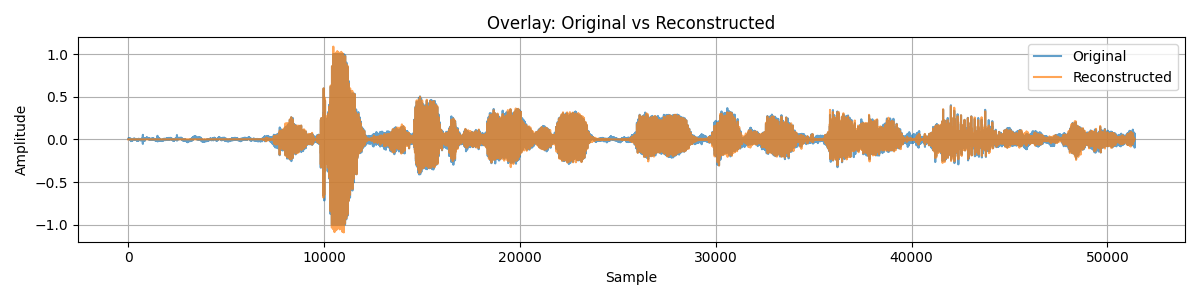 Overlay: Original vs Reconstructed
Original
Reconstructed
Amplitude
1.0
0.5
0.0
−0.5
−1.0
0 10000 20000 30000 40000 50000
Sample